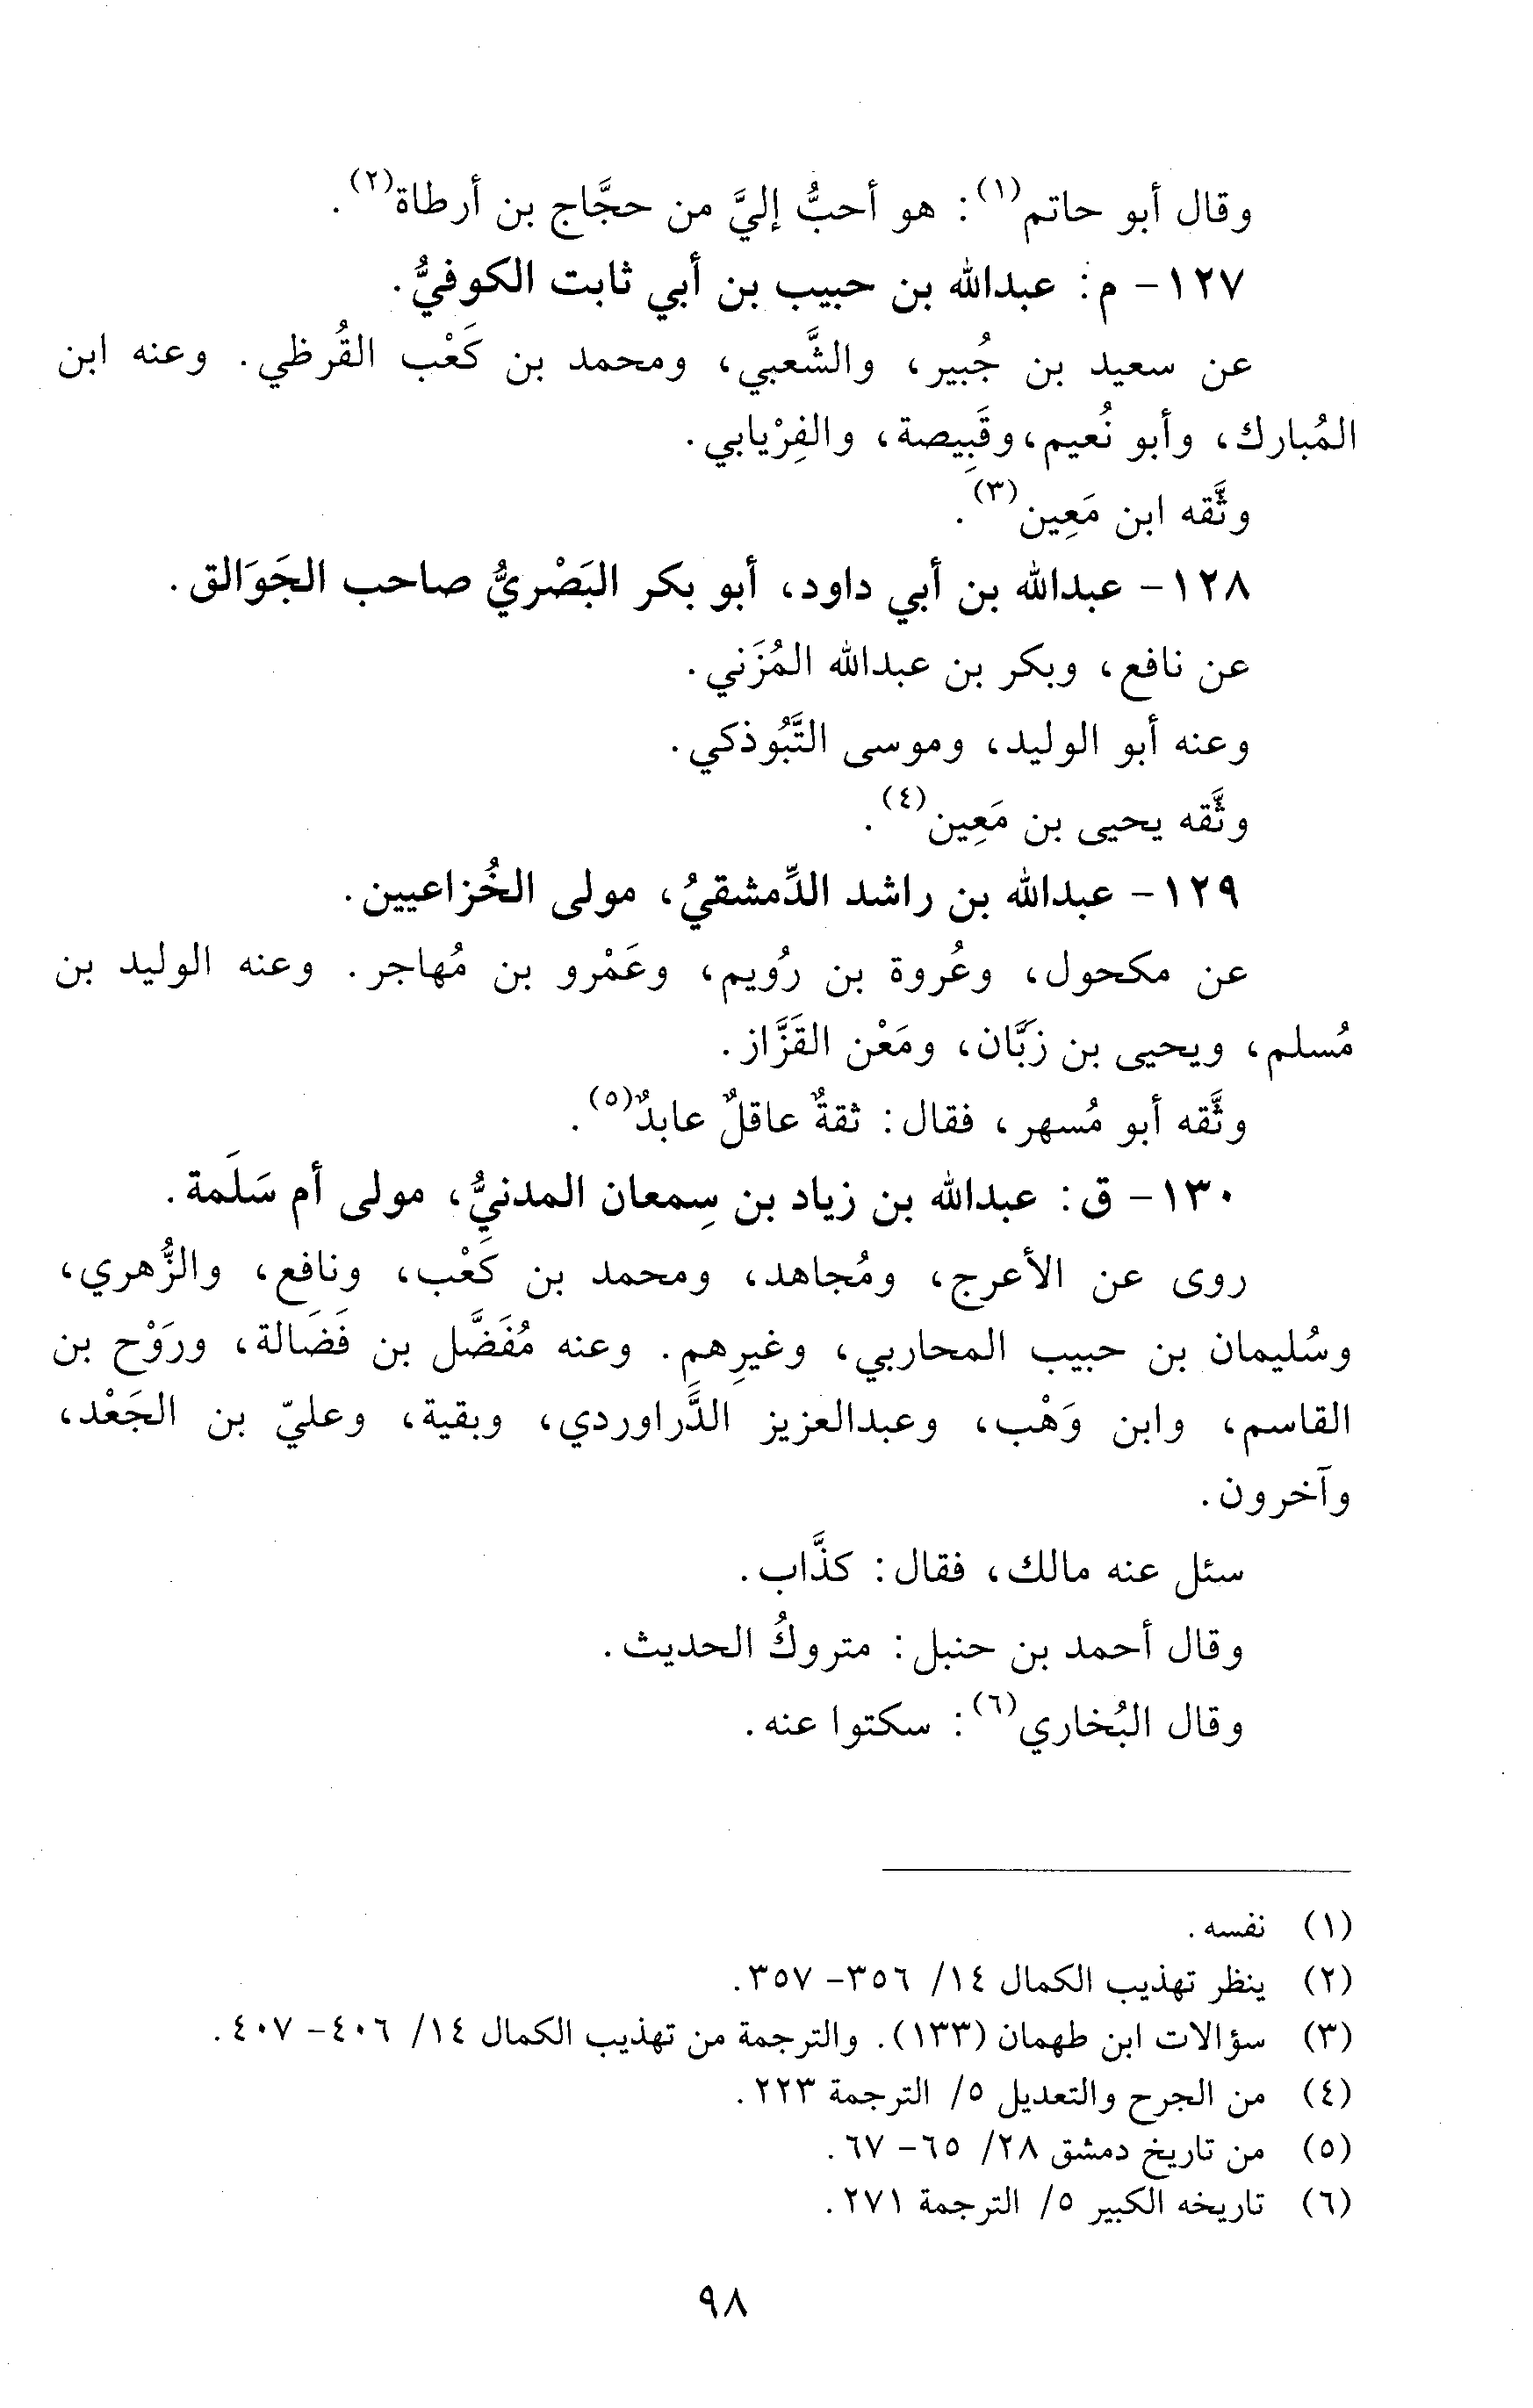 وقال أبو حاتم(١): هو أحبُّ إليَّ من حجَّاج بن أرطاة(٢).
١٢٧- م: عبدالله بن حبيب بن أبي ثابت الكوفيُّ.
عن سعيد بن جُبير، والشَّعبي، ومحمد بن كَعْب القُرظي. وعنه ابن
المُبارك، وأبو نُعيم، وقَبِيصة، والفِرْيابي.
وثَّقه ابن مَعِين(٣).
١٢٨- عبدالله بن أبي داود، أبو بكر البَصْريُّ صاحب الجَوَالق.
عن نافع، وبكر بن عبدالله المُزَني.
وعنه أبو الوليد، وموسى التَّبُوذكي.
وثَّقه يحيى بن مَعِين(٤).
١٢٩- عبدالله بن راشد الدِّمشقيُ، مولى الخُزاعيين.
عن مكحول، وعُروة بن رُويم، وعَمْرو بن مُهاجر. وعنه الوليد بن
مُسلم، ويحيى بن زَبَّان، ومَعْن القَزَّاز.
وثَّقه أبو مُسهر، فقال: ثقةٌ عاقلٌ عابدٌ(٥).
١٣٠- ق: عبدالله بن زياد بن سِمعان المدنيُّ، مولى أم سَلَمة.
روى عن الأعرج، ومُجاهد، ومحمد بن كَعْب، ونافع، والزُّهري،
وسُليمان بن حبيب المحاربي، وغيرِهم. وعنه مُفَضَّل بن فَضَالة، ورَوْح بن
القاسم، وابن وَهْب، وعبدالعزيز الدَّراوردي، وبقية، وعليّ بن الجَعْد،
وآخرون.
سئل عنه مالك، فقال: كذَّاب.
وقال أحمد بن حنبل: متروكُ الحديث.
وقال البُخاري(٦): سكتوا عنه.
(١) نفسه.
(٢) ينظر تهذيب الكمال ١٤/ ٣٥٦- ٣٥٧.
(٣) سؤالات ابن طهمان (١٣٣). والترجمة من تهذيب الكمال ١٤/ ٤٠٦- ٤٠٧.
(٤) من الجرح والتعديل ٥/ الترجمة ٢٢٣.
(٥) من تاريخ دمشق ٢٨/ ٦٥- ٦٧.
(٦) تاريخه الكبير ٥/ الترجمة ٢٧١.
٩٨